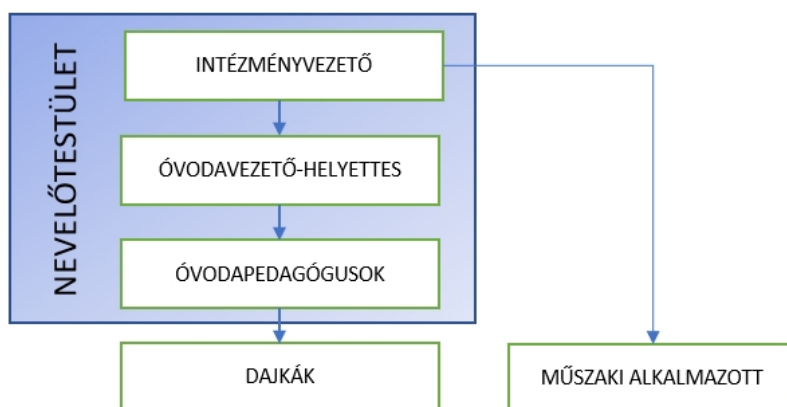 NEVELŐTESTÜLET
INTÉZMÉNYVEZETŐ
ÓVODAVEZETŐ-HELYETTES
ÓVODAPEDAGÓGUSOK
DAJKÁK
MŰSZAKI ALKALMAZOTT